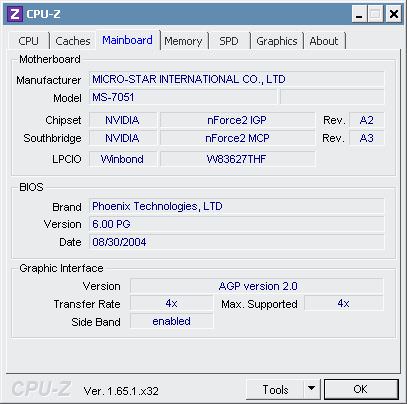 Z CPU-Z
CPU Caches Mainboard Memory SPD Graphics About
Motherboard
Manufacturer MICRO-STAR INTERNATIONAL CO., LTD
Model MS-7051
Chipset NVIDIA nForce2 IGP Rev. A2
Southbridge NVIDIA nForce2 MCP Rev. A3
LPCIO Winbond W83627THF
BIOS
Brand Phoenix Technologies, LTD
Version 6.00 PG
Date 08/30/2004
Graphic Interface
Version AGP version 2.0
Transfer Rate 4x Max. Supported 4x
Side Band enabled
CPU-Z Ver. 1.65.1.x32 Tools OK